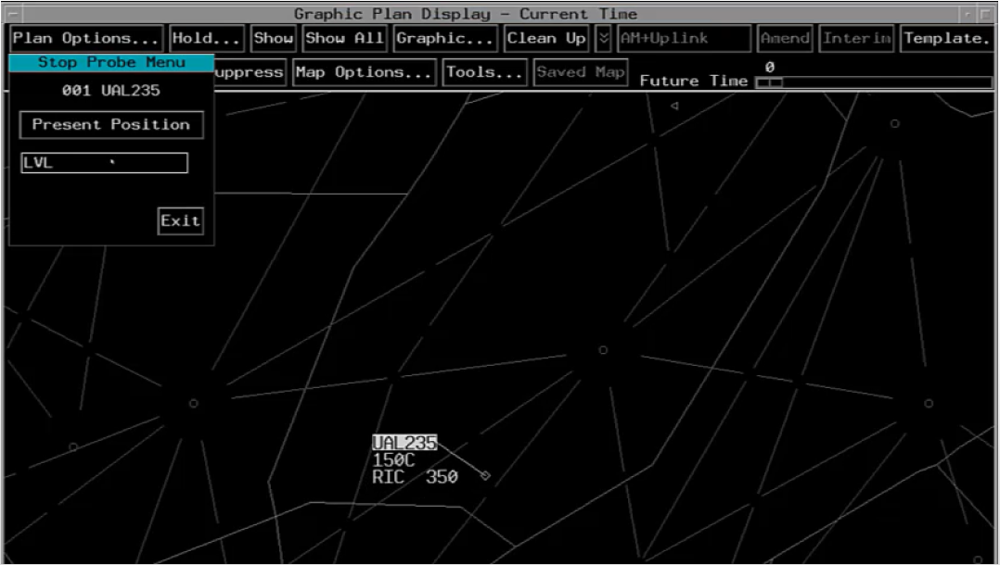 Graphic Plan Display - Current Time
Plan Options... Hold... Show Show All Graphic... Clean Up AM+Uplink Amend Interim Template.
Stop Probe Menu
uppress Map Options... Tools... Saved Map Future Time 0
001 UAL235
Present Position
LVL
Exit
UAL235
150C
RIC 350